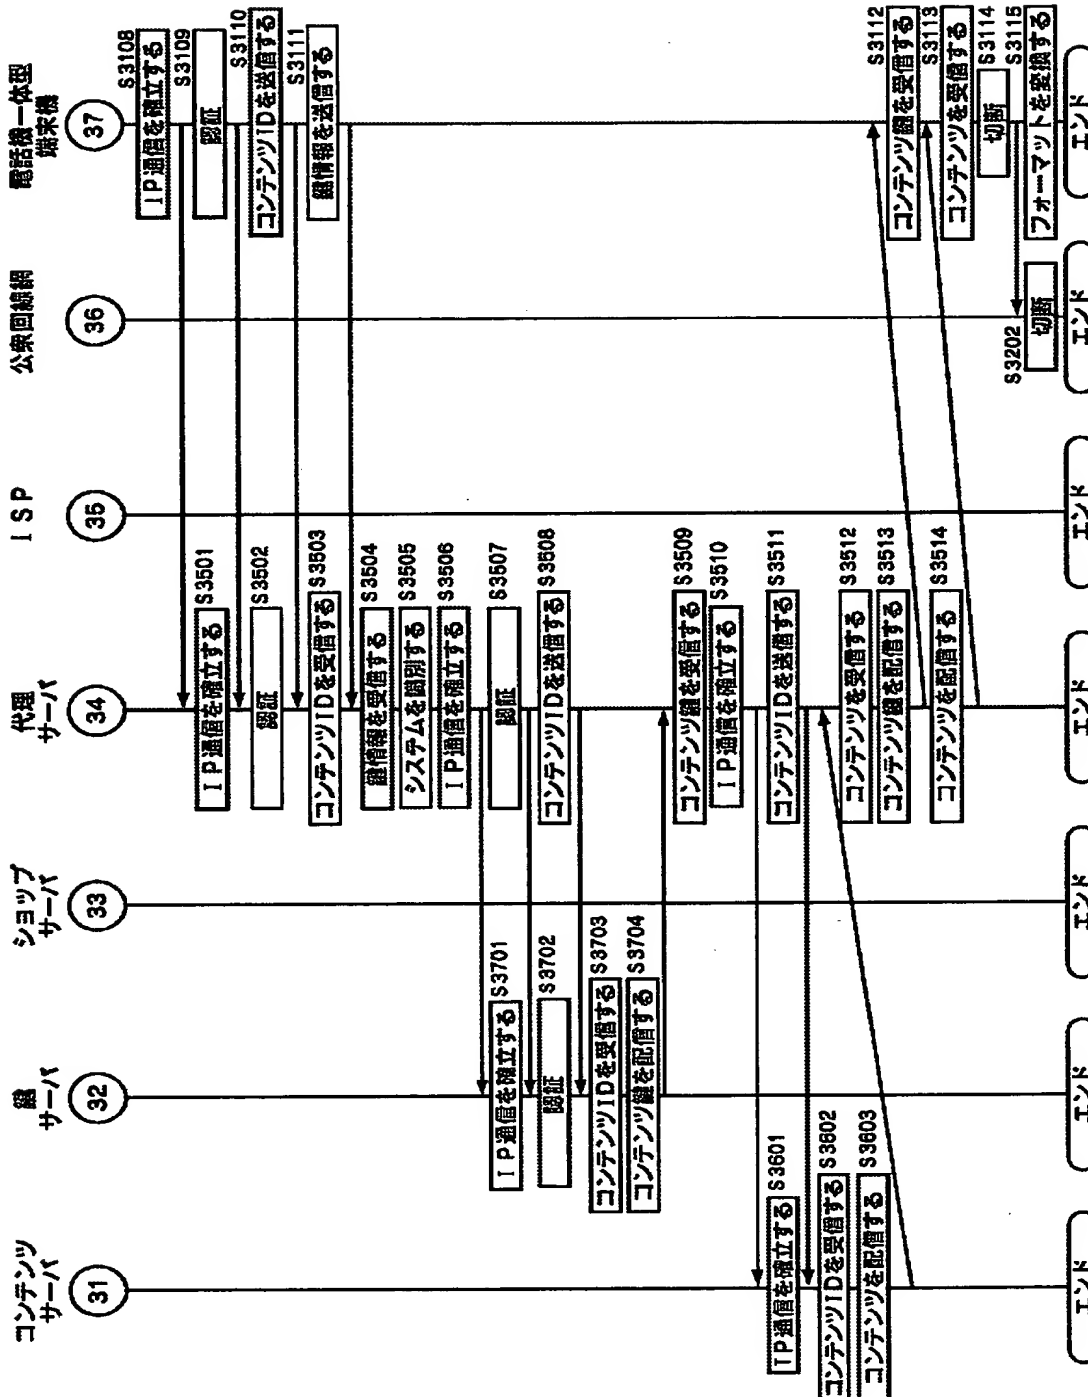 コンテンツ
サーバ
31
鍵
サーバ
32
ショップ
サーバ
33
代理
サーバ
34
ISP
35
公衆回線網
36
電話機一体型
端末機
37
S3108
IP通信を確立する
S3109
認証
S3110
コンテンツIDを送信する
S3111
鍵情報を送信する
IP通信を確立する S3501
認証 S3502
コンテンツIDを受信する S3503
鍵情報を受信する S3504
システムを個別する S3505
IP通信を確立する S3506
認証 S3507
コンテンツIDを送信する S3508
IP通信を確立する S3701
認証 S3702
コンテンツIDを受信する S3703
コンテンツ鍵を配信する S3704
コンテンツ鍵を受信する S3509
IP通信を確立する S3510
コンテンツIDを送信する S3511
IP通信を確立する S3601
コンテンツIDを受信する S3602
コンテンツを配信する S3603
コンテンツを受信する S3512
コンテンツ鍵を配信する S3513
コンテンツを配信する S3514
S3112
コンテンツ鍵を受信する
S3113
コンテンツを受信する
S3114
切断
S3115
フォーマットを変換する
S3202
切断
エンド
エンド
エンド
エンド
エンド
エンド
エンド